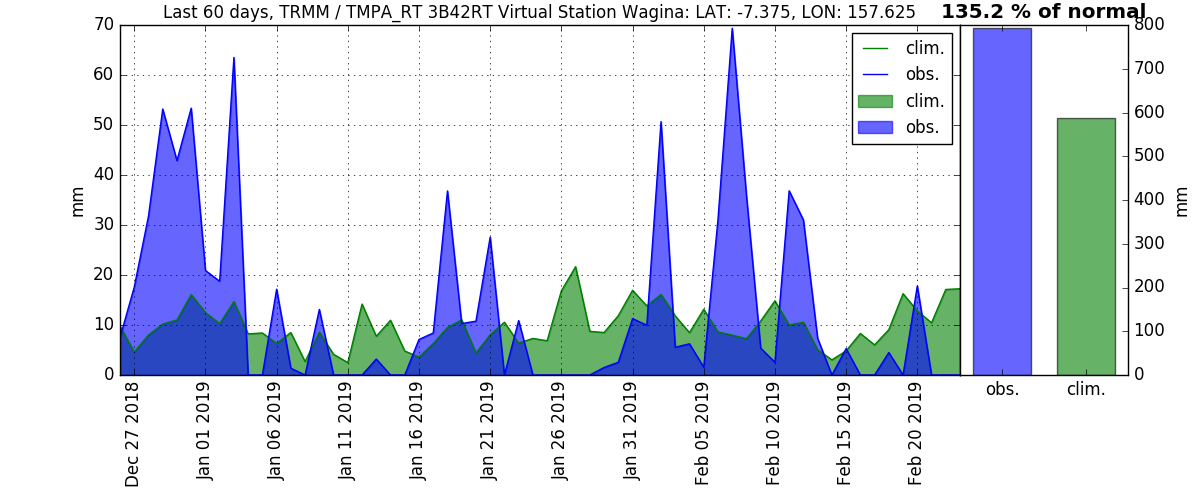 Last 60 days, TRMM / TMPA_RT 3B42RT Virtual Station Wagina: LAT: -7.375, LON: 157.625
135.2 % of normal
70
60
50
40
30
20
10
0
mm
clim.
obs.
clim.
obs.
Dec 27 2018
Jan 01 2019
Jan 06 2019
Jan 11 2019
Jan 16 2019
Jan 21 2019
Jan 26 2019
Jan 31 2019
Feb 05 2019
Feb 10 2019
Feb 15 2019
Feb 20 2019
800
700
600
500
400
300
200
100
0
mm
obs.
clim.